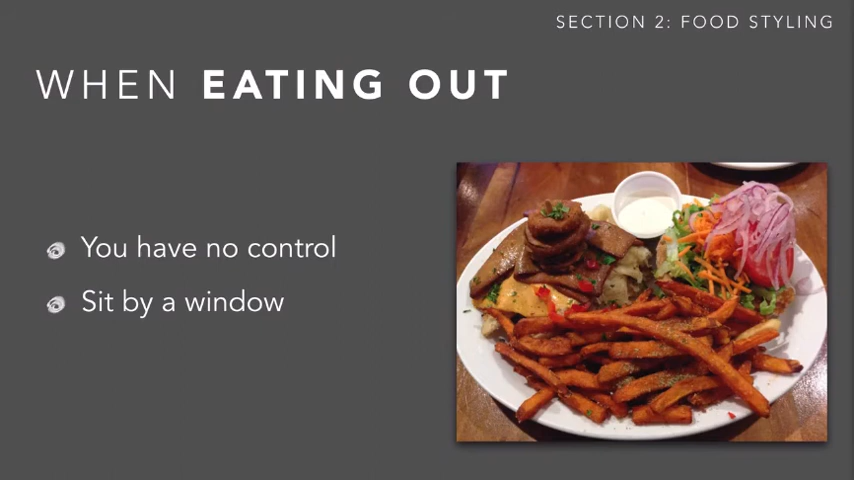 SECTION 2: FOOD STYLING
WHEN EATING OUT
You have no control
Sit by a window